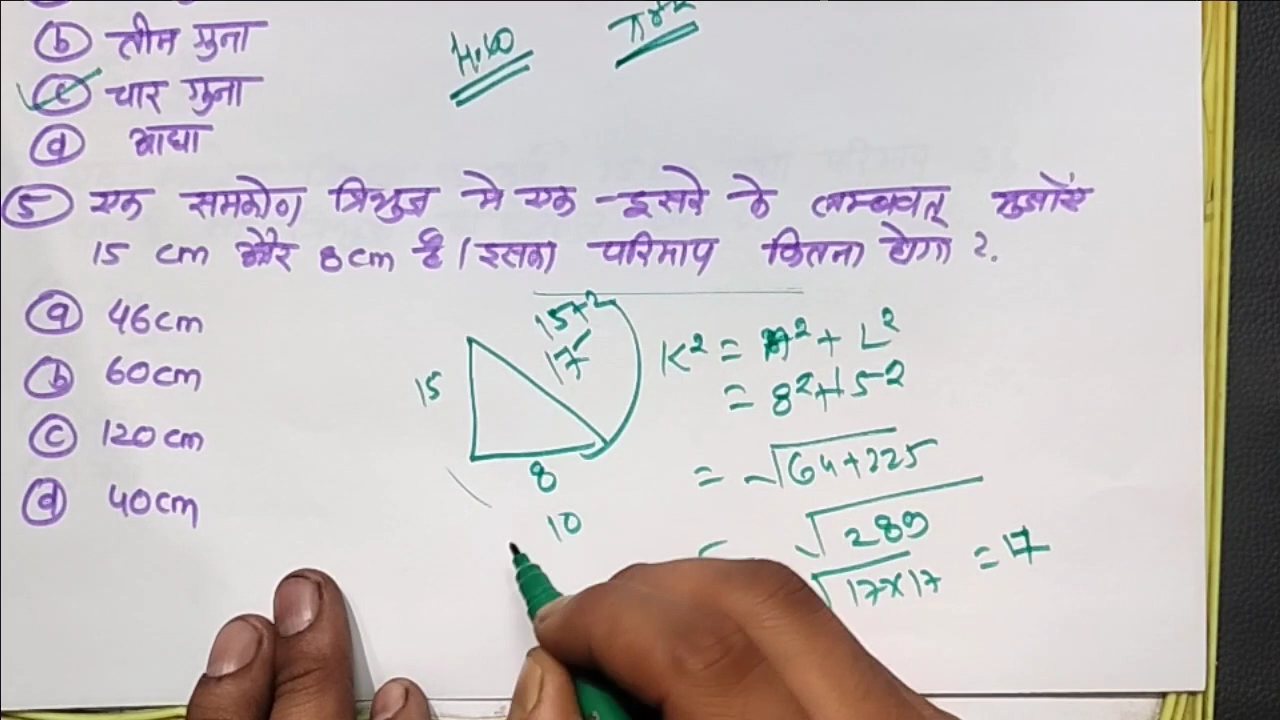 ⓑ तीन गुना
ⓒ चार गुना
ⓓ आधा
πr²
⑤ एक समकोण त्रिभुज मे एक दुसरे के लम्बवत् भुजाएं
15 cm और 8cm है। इसका परिमाप कितना होगा ?.
ⓐ 46cm
ⓑ 60cm
ⓒ 120cm
ⓓ 40cm
15+2
17
15
8
10
K² = + L²
= 8²+15²
= √64+225
√289
√17×17 = 17